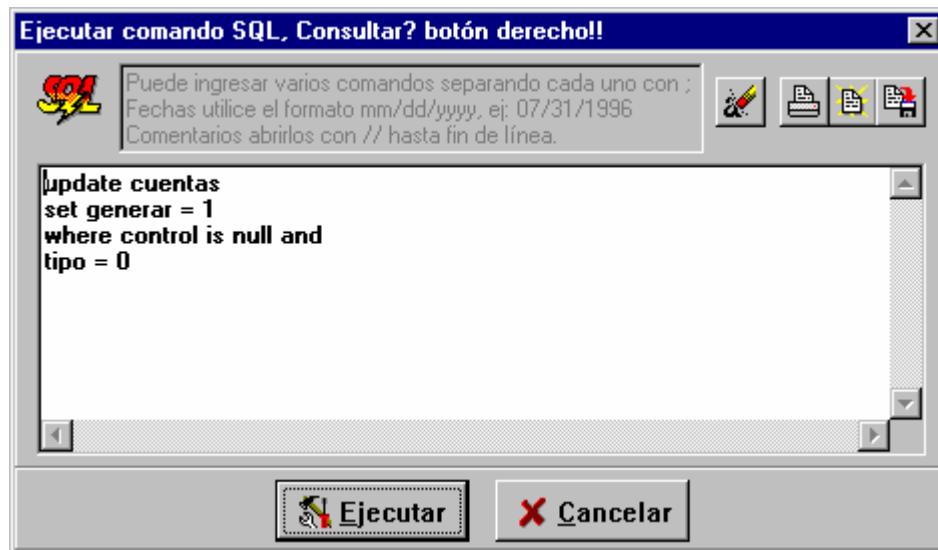 Ejecutar comando SQL, Consultar? botón derecho!!
SQL
Puede ingresar varios comandos separando cada uno con ;
Fechas utilice el formato mm/dd/yyyy, ej: 07/31/1996
Comentarios abrirlos con // hasta fin de línea.
update cuentas
set generar = 1
where control is null and
tipo = 0
Ejecutar
Cancelar